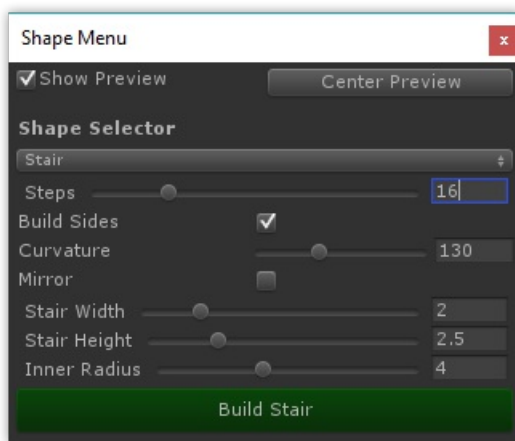 Shape Menu
x
Show Preview Center Preview
Shape Selector
Stair
Steps 16
Build Sides
Curvature 130
Mirror
Stair Width 2
Stair Height 2.5
Inner Radius 4
Build Stair